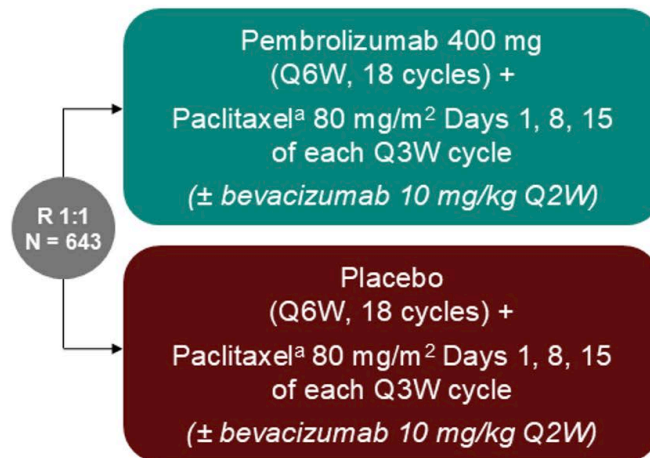 R 1:1
N = 643
Pembrolizumab 400 mg
(Q6W, 18 cycles) +
Paclitaxelᵃ 80 mg/m² Days 1, 8, 15
of each Q3W cycle
(± bevacizumab 10 mg/kg Q2W)
Placebo
(Q6W, 18 cycles) +
Paclitaxelᵃ 80 mg/m² Days 1, 8, 15
of each Q3W cycle
(± bevacizumab 10 mg/kg Q2W)